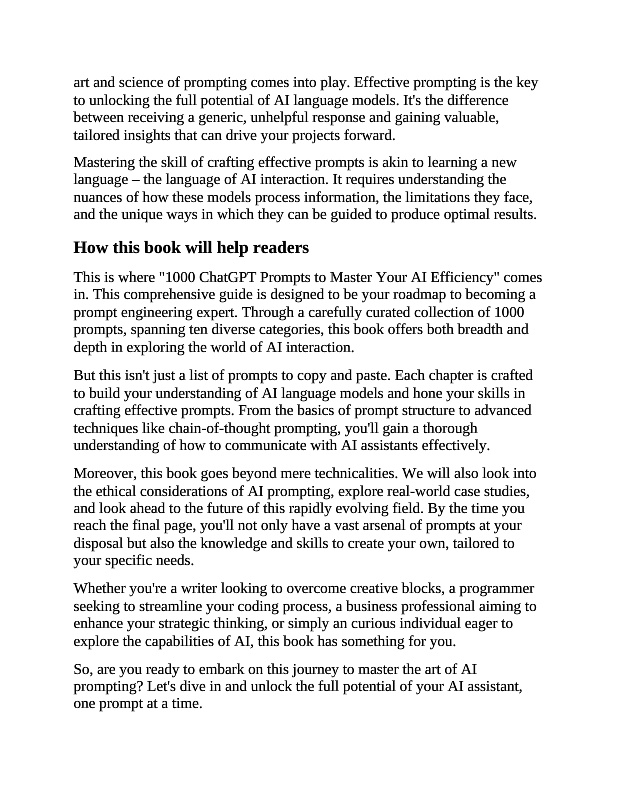 art and science of prompting comes into play. Effective prompting is the key
to unlocking the full potential of AI language models. It's the difference
between receiving a generic, unhelpful response and gaining valuable,
tailored insights that can drive your projects forward.
Mastering the skill of crafting effective prompts is akin to learning a new
language – the language of AI interaction. It requires understanding the
nuances of how these models process information, the limitations they face,
and the unique ways in which they can be guided to produce optimal results.
How this book will help readers
This is where "1000 ChatGPT Prompts to Master Your AI Efficiency" comes
in. This comprehensive guide is designed to be your roadmap to becoming a
prompt engineering expert. Through a carefully curated collection of 1000
prompts, spanning ten diverse categories, this book offers both breadth and
depth in exploring the world of AI interaction.
But this isn't just a list of prompts to copy and paste. Each chapter is crafted
to build your understanding of AI language models and hone your skills in
crafting effective prompts. From the basics of prompt structure to advanced
techniques like chain-of-thought prompting, you'll gain a thorough
understanding of how to communicate with AI assistants effectively.
Moreover, this book goes beyond mere technicalities. We will also look into
the ethical considerations of AI prompting, explore real-world case studies,
and look ahead to the future of this rapidly evolving field. By the time you
reach the final page, you'll not only have a vast arsenal of prompts at your
disposal but also the knowledge and skills to create your own, tailored to
your specific needs.
Whether you're a writer looking to overcome creative blocks, a programmer
seeking to streamline your coding process, a business professional aiming to
enhance your strategic thinking, or simply an curious individual eager to
explore the capabilities of AI, this book has something for you.
So, are you ready to embark on this journey to master the art of AI
prompting? Let's dive in and unlock the full potential of your AI assistant,
one prompt at a time.